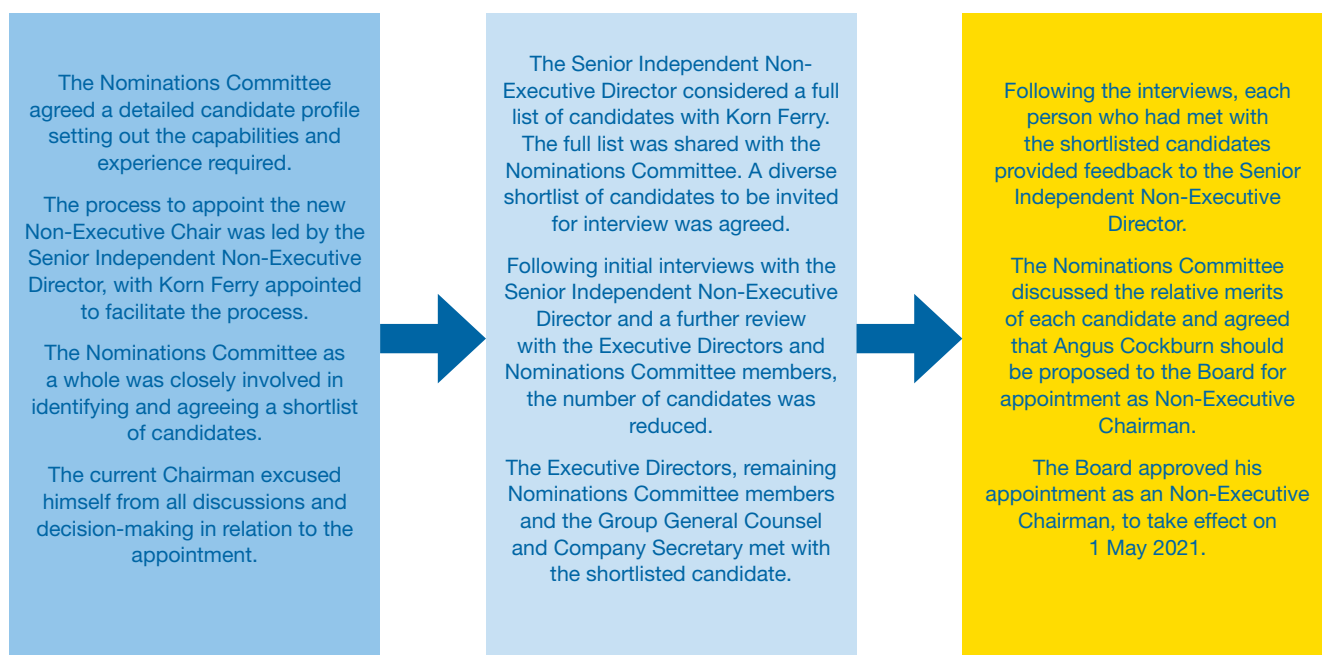 The Nominations Committee
agreed a detailed candidate profile
setting out the capabilities and
experience required.
The process to appoint the new
Non-Executive Chair was led by the
Senior Independent Non-Executive
Director, with Korn Ferry appointed
to facilitate the process.
The Nominations Committee as
a whole was closely involved in
identifying and agreeing a shortlist
of candidates.
The current Chairman excused
himself from all discussions and
decision-making in relation to the
appointment.
The Senior Independent Non-
Executive Director considered a full
list of candidates with Korn Ferry.
The full list was shared with the
Nominations Committee. A diverse
shortlist of candidates to be invited
for interview was agreed.
Following initial interviews with the
Senior Independent Non-Executive
Director and a further review
with the Executive Directors and
Nominations Committee members,
the number of candidates was
reduced.
The Executive Directors, remaining
Nominations Committee members
and the Group General Counsel
and Company Secretary met with
the shortlisted candidate.
Following the interviews, each
person who had met with
the shortlisted candidates
provided feedback to the Senior
Independent Non-Executive
Director.
The Nominations Committee
discussed the relative merits
of each candidate and agreed
that Angus Cockburn should
be proposed to the Board for
appointment as Non-Executive
Chairman.
The Board approved his
appointment as an Non-Executive
Chairman, to take effect on
1 May 2021.